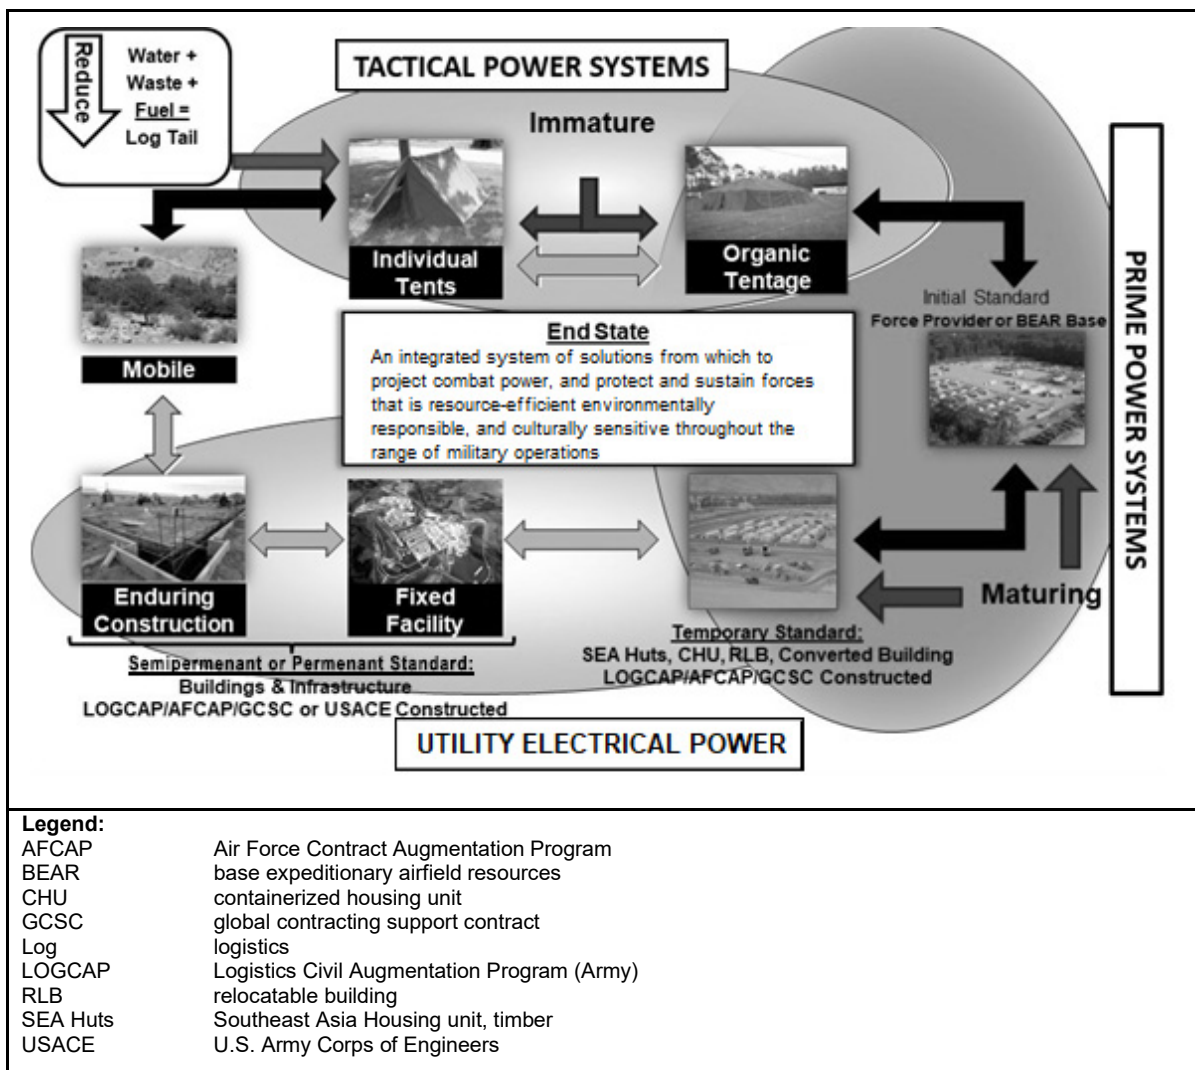 Reduce
Water +
Waste +
Fuel =
Log Tail
TACTICAL POWER SYSTEMS
Immature
Individual
Tents
Organic
Tentage
Mobile
Initial Standard
Force Provider or BEAR Base
PRIME POWER SYSTEMS
End State
An integrated system of solutions from which to
project combat power, and protect and sustain forces
that is resource-efficient environmentally
responsible, and culturally sensitive throughout the
range of military operations
Enduring
Construction
Fixed
Facility
Maturing
Semipermenant or Permenant Standard:
Buildings & Infrastructure
LOGCAP/AFCAP/GCSC or USACE Constructed
Temporary Standard:
SEA Huts, CHU, RLB, Converted Building
LOGCAP/AFCAP/GCSC Constructed
UTILITY ELECTRICAL POWER
Legend:
AFCAP Air Force Contract Augmentation Program
BEAR base expeditionary airfield resources
CHU containerized housing unit
GCSC global contracting support contract
Log logistics
LOGCAP Logistics Civil Augmentation Program (Army)
RLB relocatable building
SEA Huts Southeast Asia Housing unit, timber
USACE U.S. Army Corps of Engineers